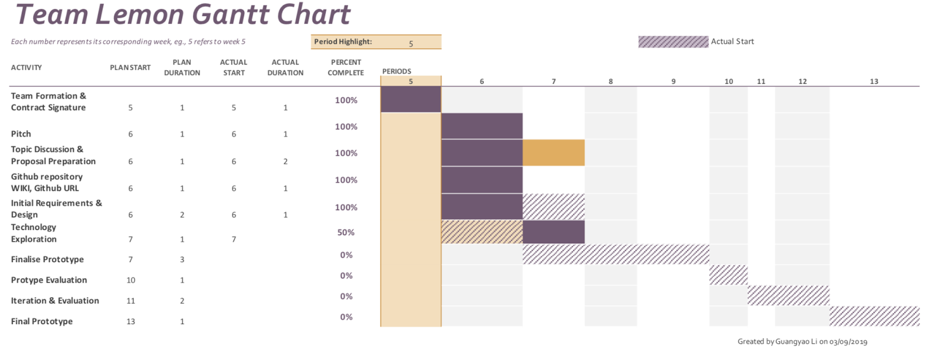 Team Lemon Gantt Chart
Each number represents its corresponding week, eg., 5 refers to week 5
Period Highlight: 5
Actual Start
ACTIVITY PLAN START PLAN DURATION ACTUAL START ACTUAL DURATION PERCENT COMPLETE PERIODS
5 6 7 8 9 10 11 12 13
Team Formation &
Contract Signature 5 1 5 1 100%
Pitch 6 1 6 1 100%
Topic Discussion &
Proposal Preparation 6 1 6 2 100%
Github repository
WIKI, Github URL 6 1 6 1 100%
Initial Requirements &
Design 6 2 6 1 100%
Technology
Exploration 7 1 7 50%
Finalise Prototype 7 3 0%
Protype Evaluation 10 1 0%
Iteration & Evaluation 11 2 0%
Final Prototype 13 1 0%
Created by Guangyao Li on 03/09/2019